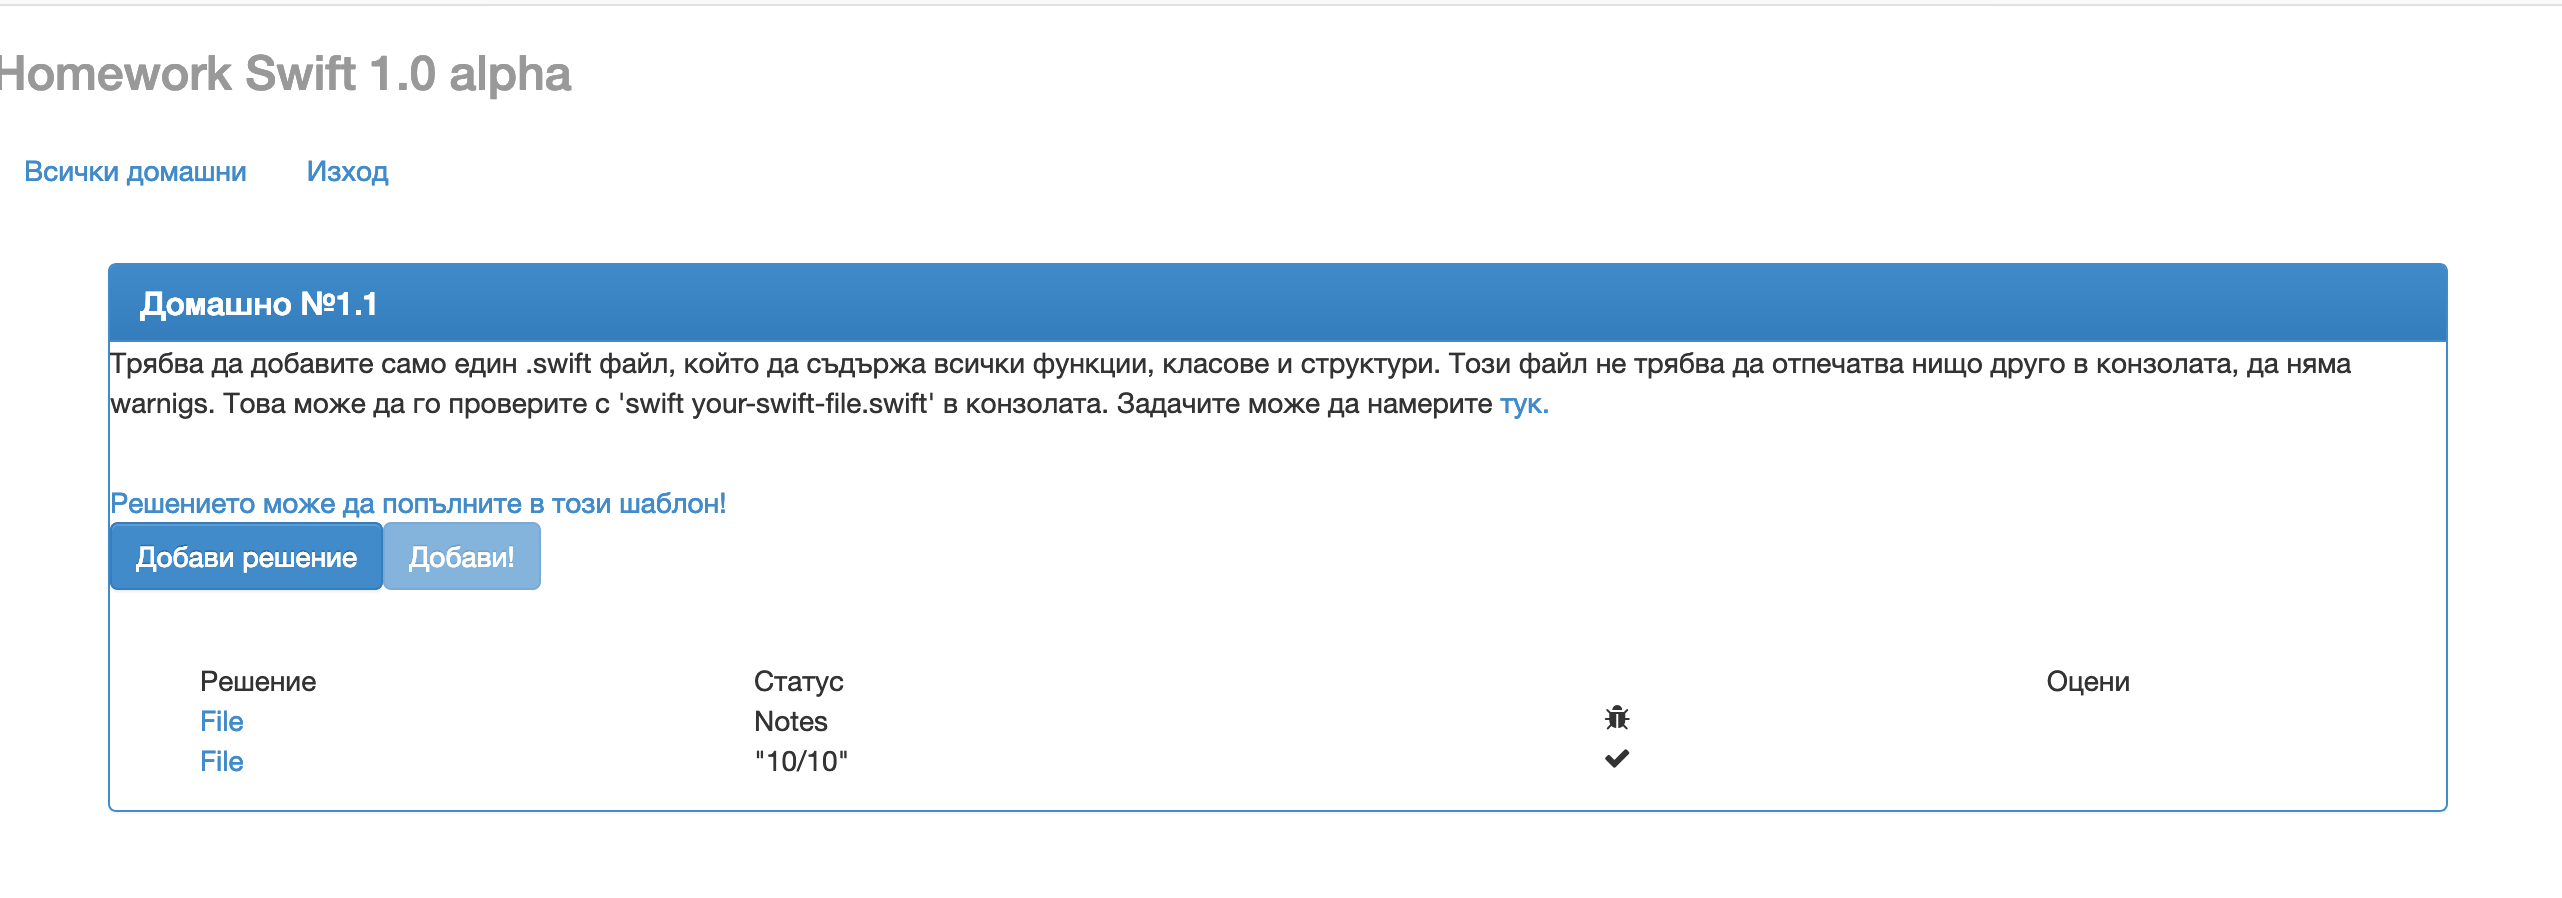 Homework Swift 1.0 alpha
Всички домашни Изход
Домашно №1.1
Трябва да добавите само един .swift файл, който да съдържа всички функции, класове и структури. Този файл не трябва да отпечатва нищо друго в конзолата, да няма
warnigs. Това може да го проверите с 'swift your-swift-file.swift' в конзолата. Задачите може да намерите тук.
Решението може да попълните в този шаблон!
Добави решение Добави!
Решение Статус Оцени
File Notes
File "10/10"